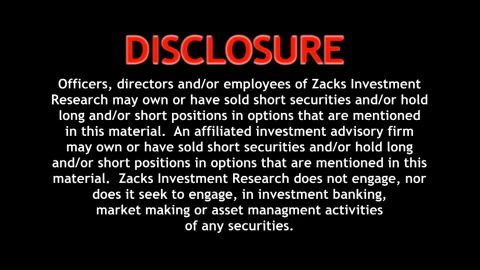 DISCLOSURE
Officers, directors and/or employees of Zacks Investment
Research may own or have sold short securities and/or hold
long and/or short positions in options that are mentioned
in this material.  An affiliated investment advisory firm
may own or have sold short securities and/or hold long
and/or short positions in options that are mentioned in this
material.  Zacks Investment Research does not engage, nor
does it seek to engage, in investment banking,
market making or asset managment activities
of any securities.